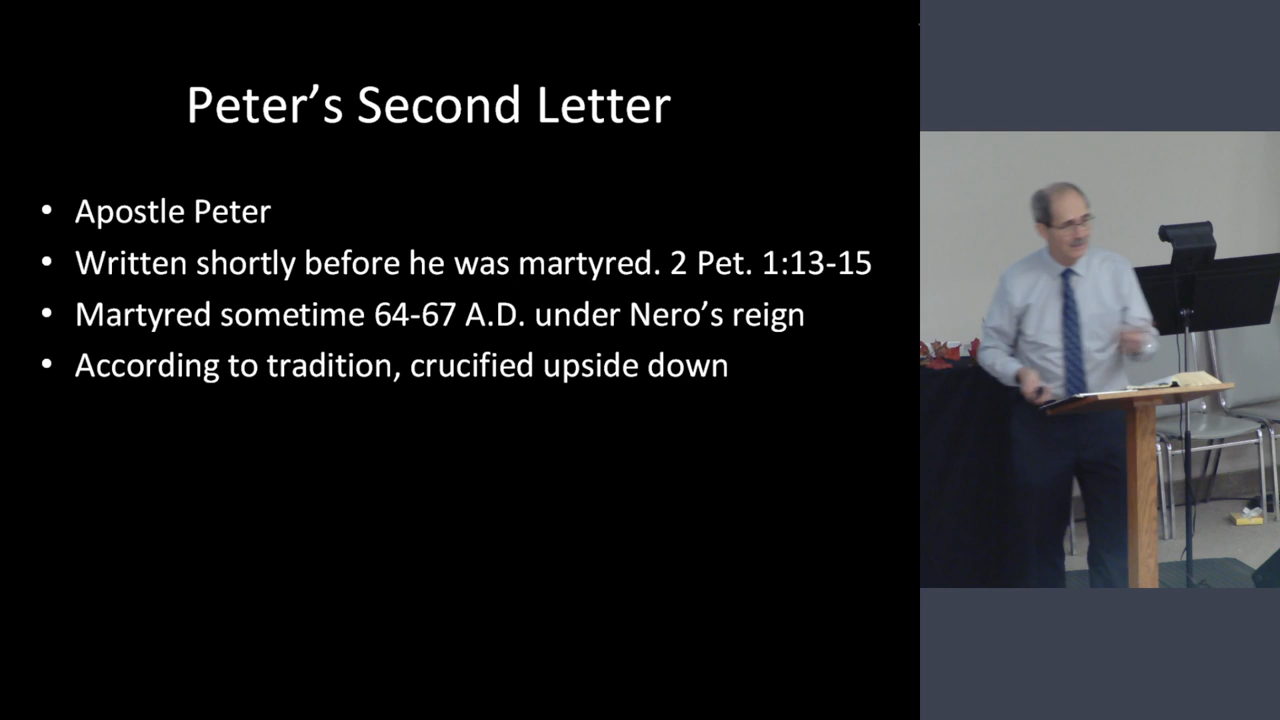 Peter’s Second Letter
• Apostle Peter
• Written shortly before he was martyred. 2 Pet. 1:13-15
• Martyred sometime 64-67 A.D. under Nero’s reign
• According to tradition, crucified upside down